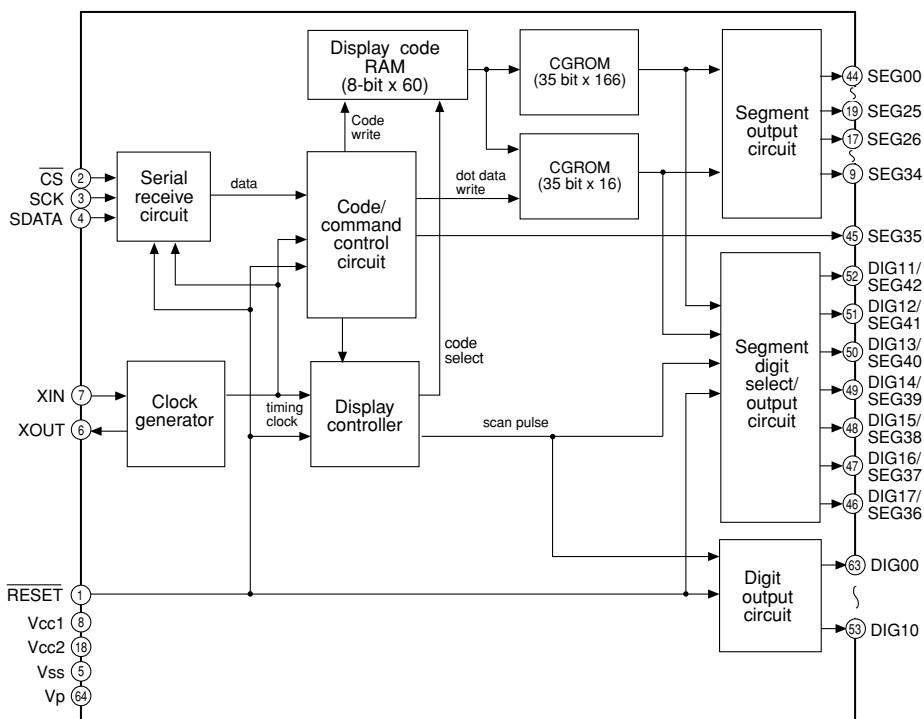 Display code
RAM
(8-bit x 60)
CGROM
(35 bit x 166)
Segment
output
circuit
44 SEG00
19 SEG25
17 SEG26
9 SEG34
Code
write
CGROM
(35 bit x 16)
CS 2
SCK 3
SDATA 4
Serial
receive
circuit
data
Code/
command
control
circuit
dot data
write
45 SEG35
Segment
digit
select/
output
circuit
52 DIG11/
SEG42
51 DIG12/
SEG41
50 DIG13/
SEG40
49 DIG14/
SEG39
48 DIG15/
SEG38
47 DIG16/
SEG37
46 DIG17/
SEG36
code
select
XIN 7
XOUT 6
Clock
generator
timing
clock
Display
controller
scan pulse
RESET 1
Vcc1 8
Vcc2 18
Vss 5
Vp 64
Digit
output
circuit
63 DIG00
53 DIG10